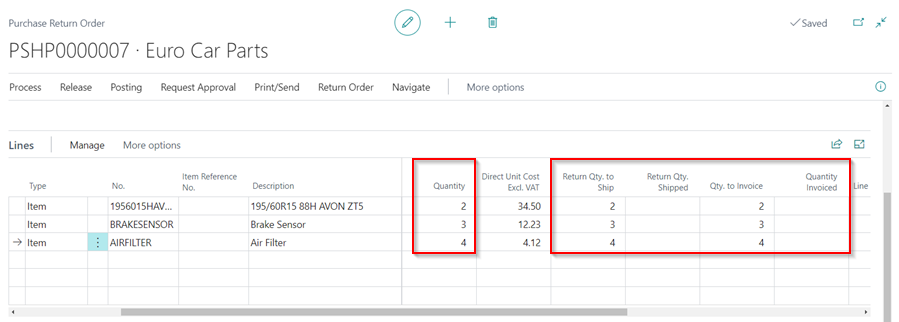 Purchase Return Order
Saved
PSHP0000007 · Euro Car Parts
Process Release Posting Request Approval Print/Send Return Order Navigate More options
Lines Manage More options
Type No. Item Reference No. Description Quantity Direct Unit Cost Excl. VAT Return Qty. to Ship Return Qty. Shipped Qty. to Invoice Quantity Invoiced Line
Item 1956015HAV... 195/60R15 88H AVON ZT5 2 34.50 2 2
Item BRAKESENSOR Brake Sensor 3 12.23 3 3
Item AIRFILTER Air Filter 4 4.12 4 4